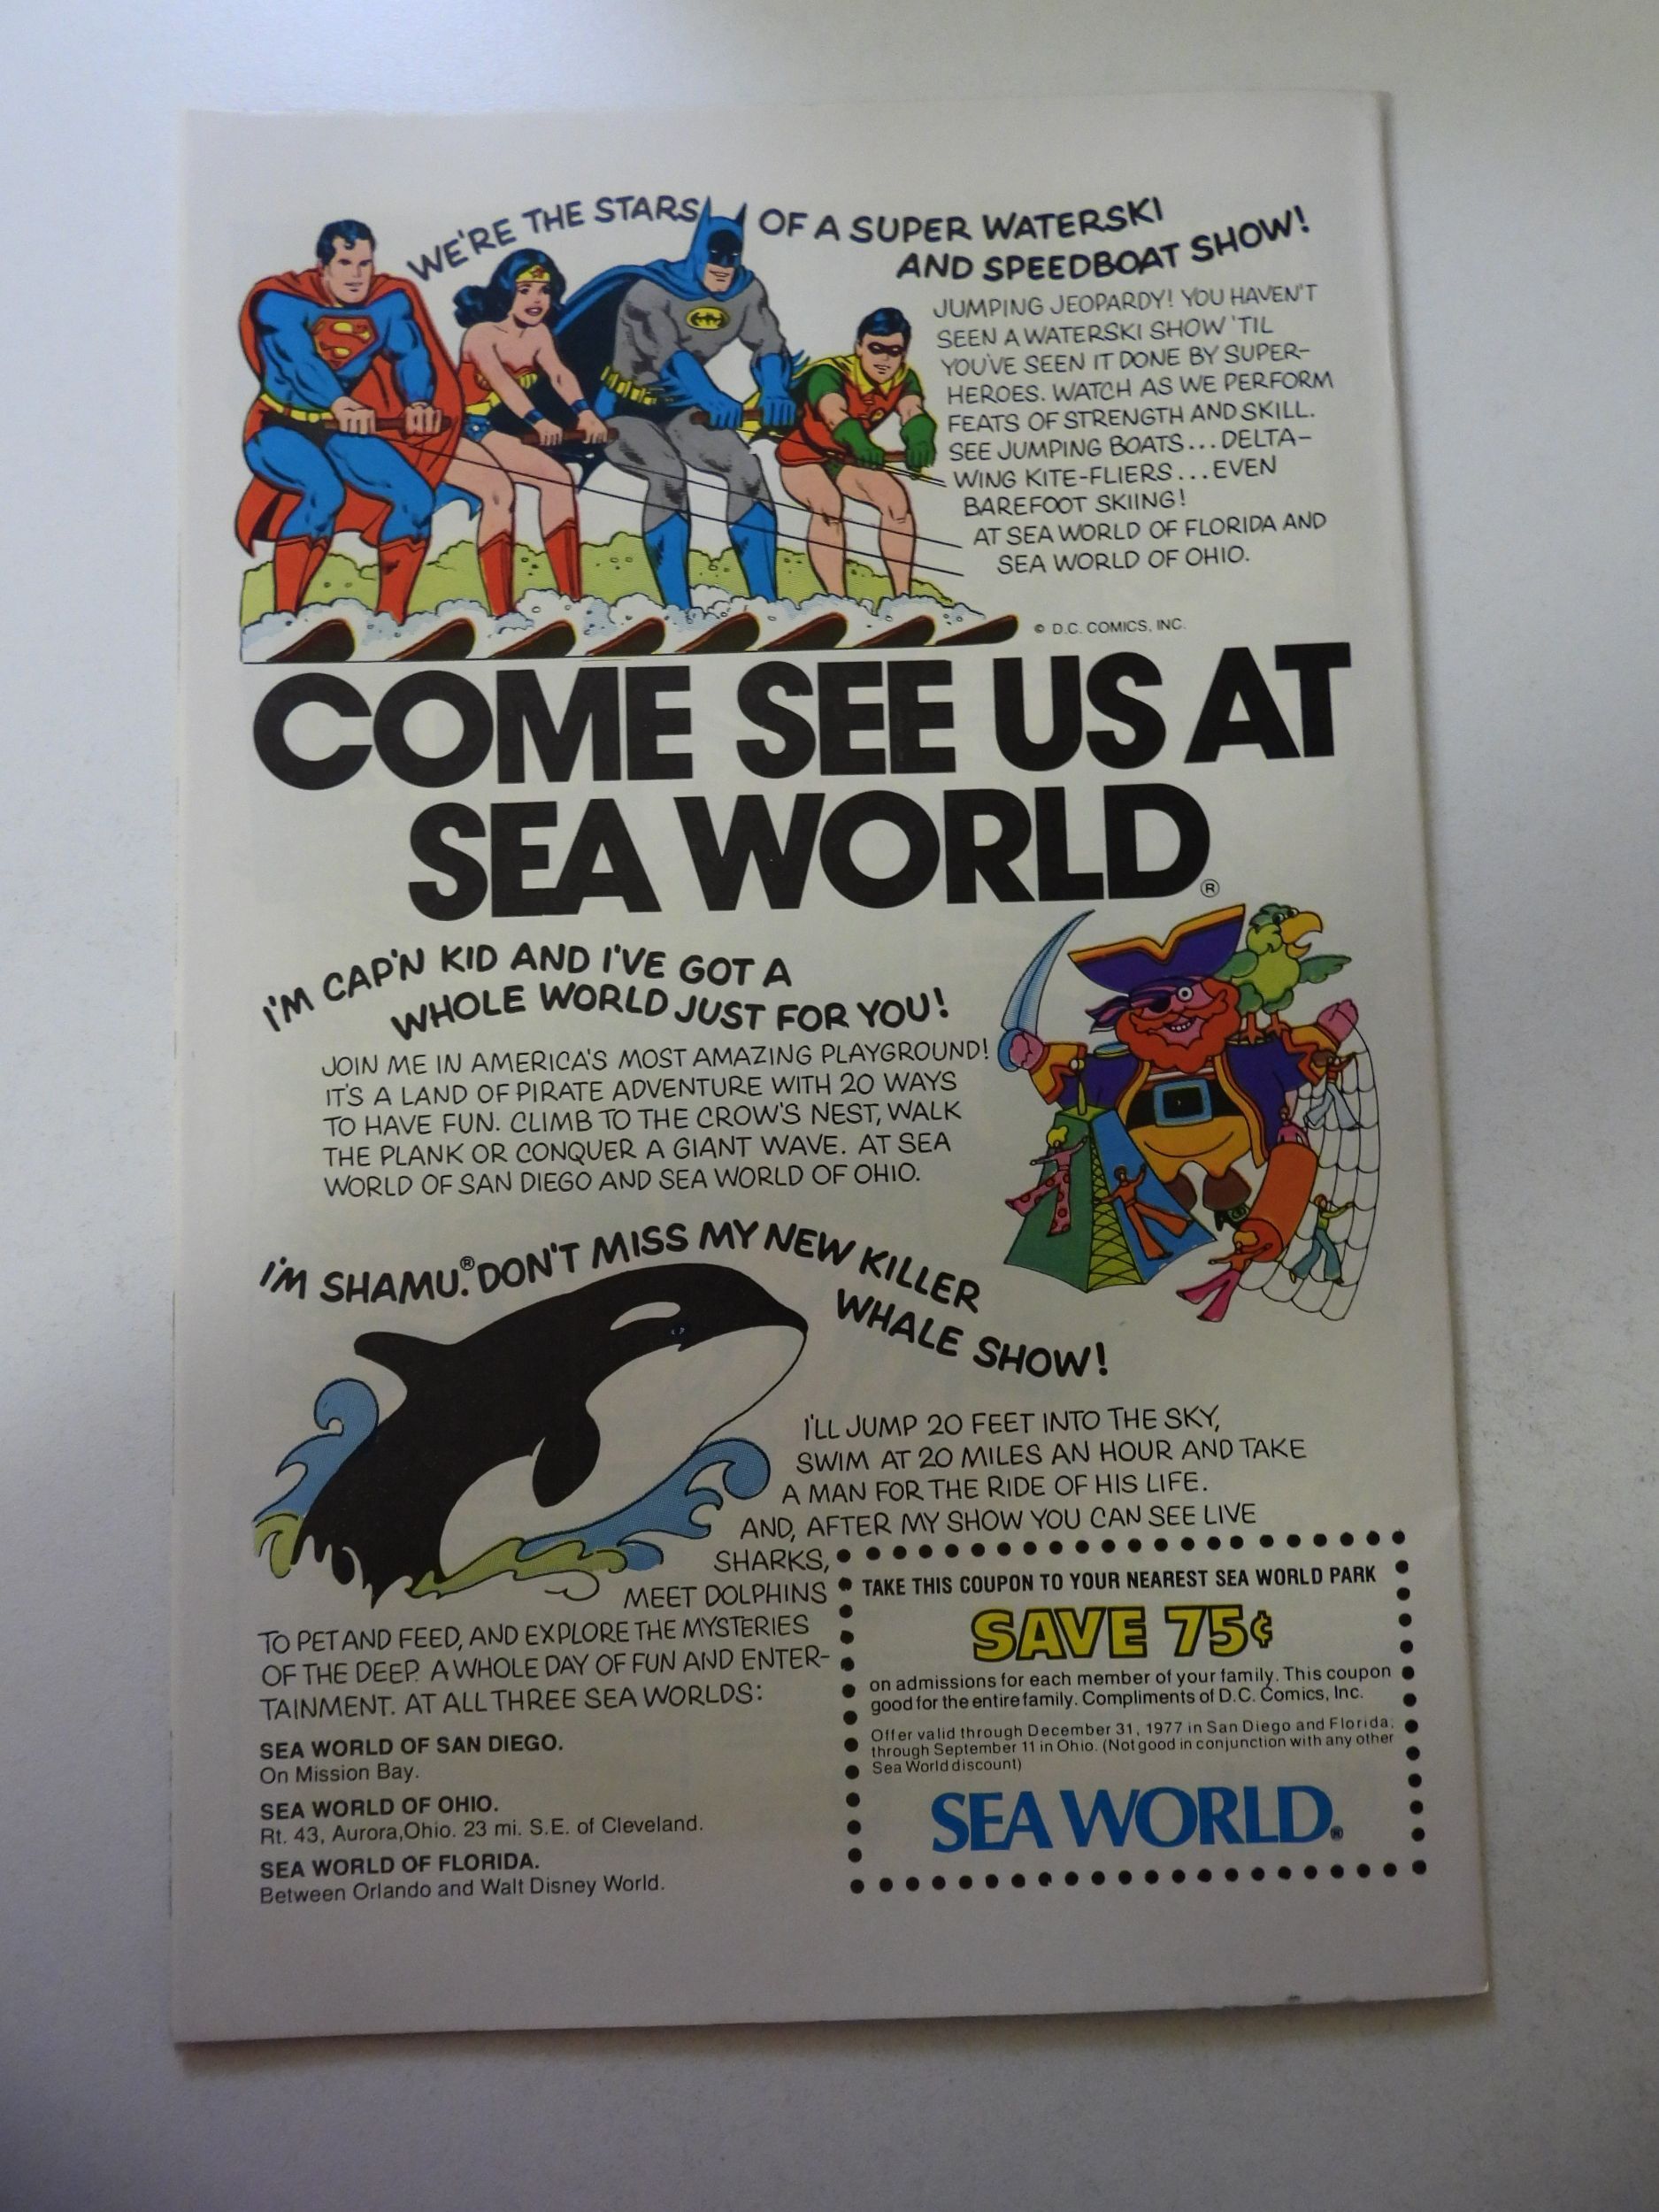 WE'RE THE STARS OF A SUPER WATERSKI
AND SPEEDBOAT SHOW!
JUMPING JEOPARDY! YOU HAVEN'T
SEEN A WATERSKI SHOW 'TIL
YOU'VE SEEN IT DONE BY SUPER-
HEROES. WATCH AS WE PERFORM
FEATS OF STRENGTH AND SKILL.
SEE JUMPING BOATS... DELTA-
WING KITE-FLIERS... EVEN
BAREFOOT SKIING!
AT SEA WORLD OF FLORIDA AND
SEA WORLD OF OHIO.
© D.C. COMICS, INC.
COME SEE US AT
SEA WORLD®
I'M CAP'N KID AND I'VE GOT A
WHOLE WORLD JUST FOR YOU!
JOIN ME IN AMERICA'S MOST AMAZING PLAYGROUND!
IT'S A LAND OF PIRATE ADVENTURE WITH 20 WAYS
TO HAVE FUN. CLIMB TO THE CROW'S NEST, WALK
THE PLANK OR CONQUER A GIANT WAVE. AT SEA
WORLD OF SAN DIEGO AND SEA WORLD OF OHIO.
I'M SHAMU.® DON'T MISS MY NEW KILLER
WHALE SHOW!
I'LL JUMP 20 FEET INTO THE SKY,
SWIM AT 20 MILES AN HOUR AND TAKE
A MAN FOR THE RIDE OF HIS LIFE.
AND, AFTER MY SHOW YOU CAN SEE LIVE
SHARKS,
MEET DOLPHINS
TO PET AND FEED, AND EXPLORE THE MYSTERIES
OF THE DEEP. A WHOLE DAY OF FUN AND ENTER-
TAINMENT. AT ALL THREE SEA WORLDS:
SEA WORLD OF SAN DIEGO.
On Mission Bay.
SEA WORLD OF OHIO.
Rt. 43, Aurora, Ohio. 23 mi. S.E. of Cleveland.
SEA WORLD OF FLORIDA.
Between Orlando and Walt Disney World.
TAKE THIS COUPON TO YOUR NEAREST SEA WORLD PARK
SAVE 75¢
on admissions for each member of your family. This coupon
good for the entire family. Compliments of D.C. Comics, Inc.
Offer valid through December 31, 1977 in San Diego and Florida;
through September 11 in Ohio. (Not good in conjunction with any other
Sea World discount)
SEA WORLD®